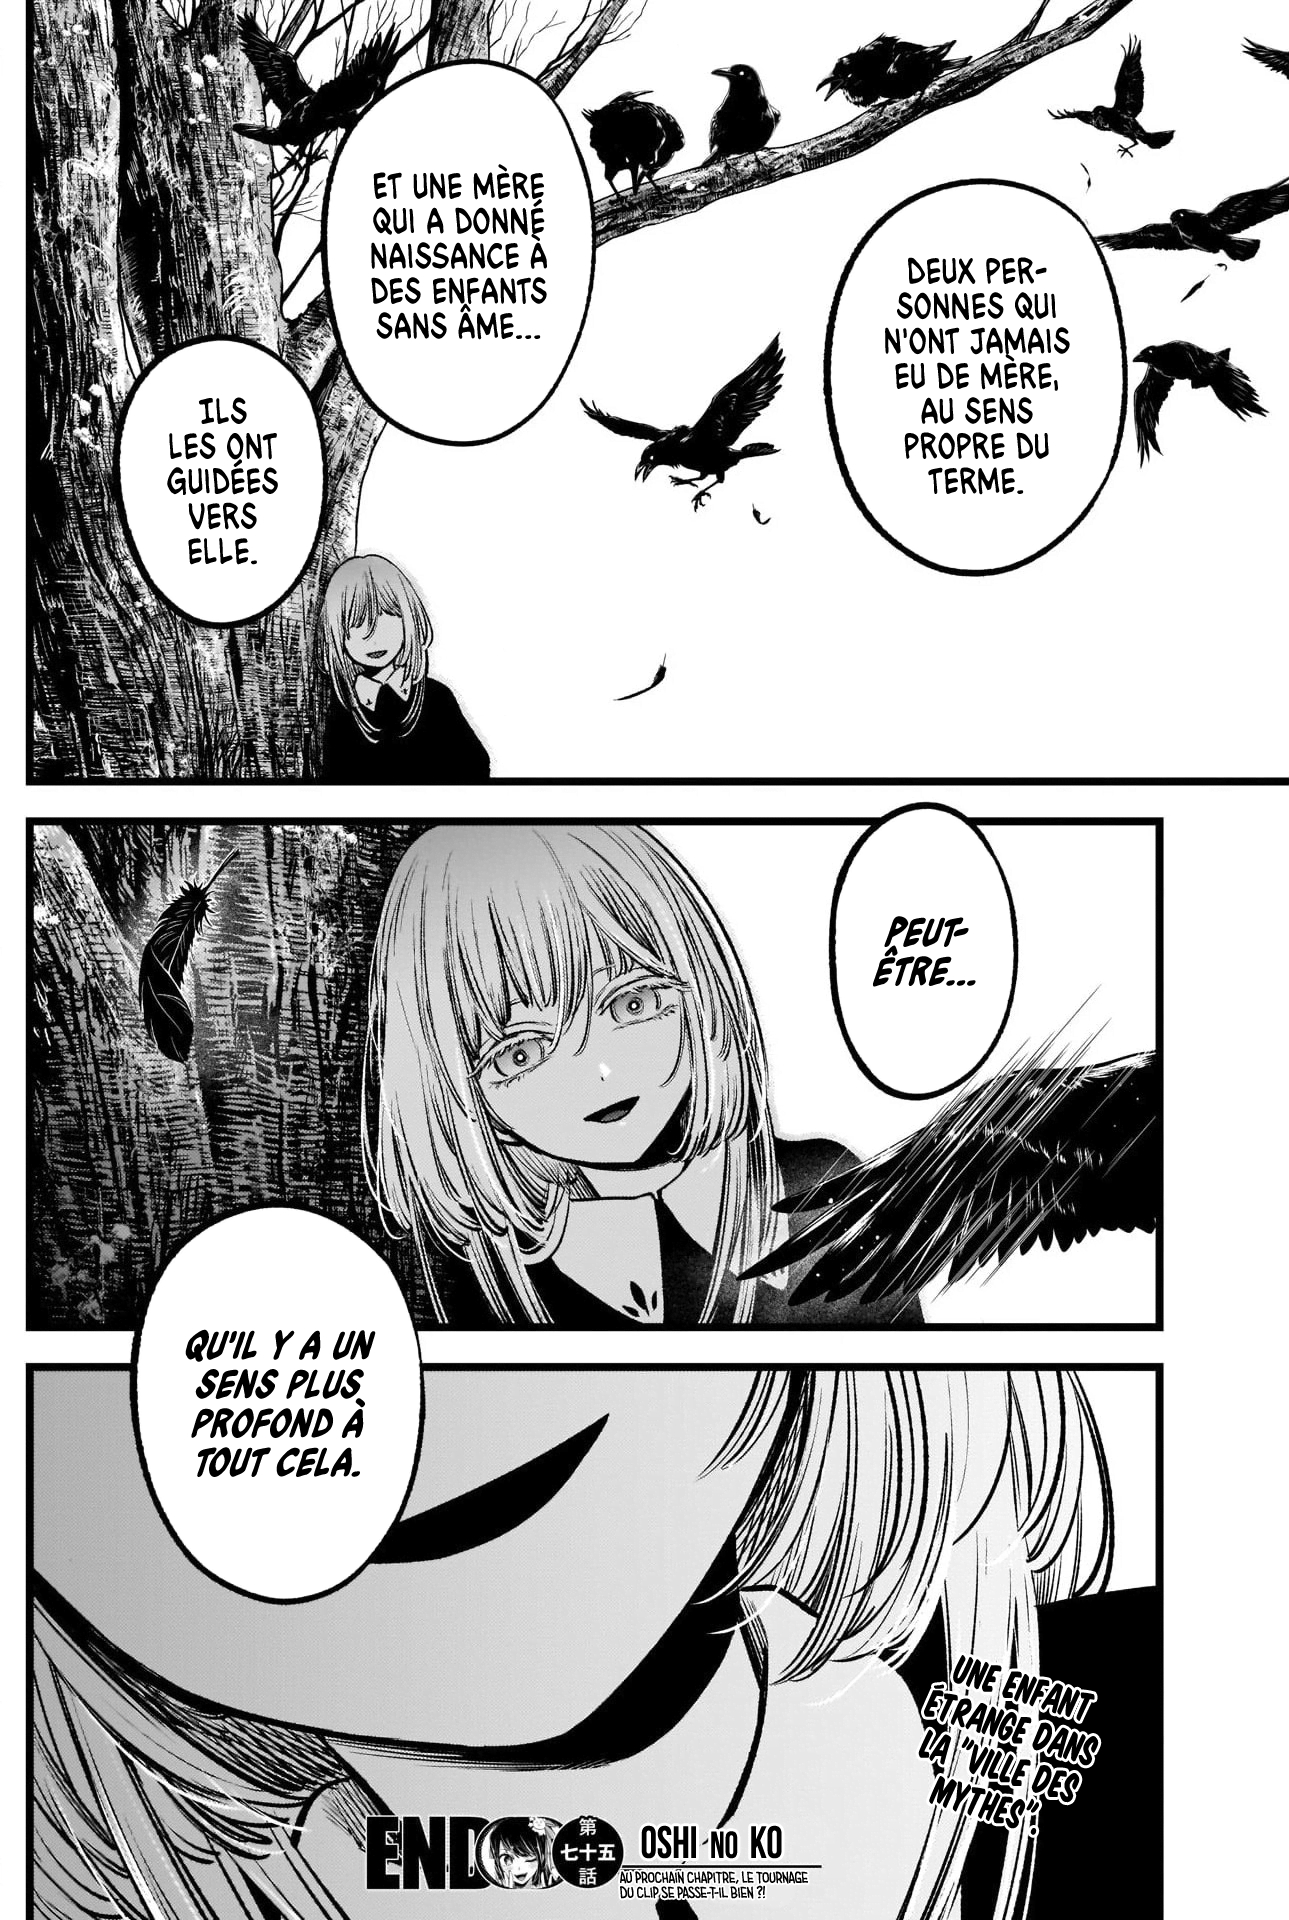 DEUX PER-
SONNES QUI
N'ONT JAMAIS
EU DE MÈRE,
AU SENS
PROPRE DU
TERME.
ET UNE MÈRE
QUI A DONNÉ
NAISSANCE À
DES ENFANTS
SANS ÂME...
ILS
LES ONT
GUIDÉES
VERS
ELLE.
PEUT-
ÊTRE...
QU'IL Y A UN
SENS PLUS
PROFOND À
TOUT CELA.
UNE ENFANT
ÉTRANGE DANS
LA "VILLE DES
MYTHES".
END
第
七十五
話
OSHI NO KO
AU PROCHAIN CHAPITRE, LE TOURNAGE
DU CLIP SE PASSE-T-IL BIEN ?!